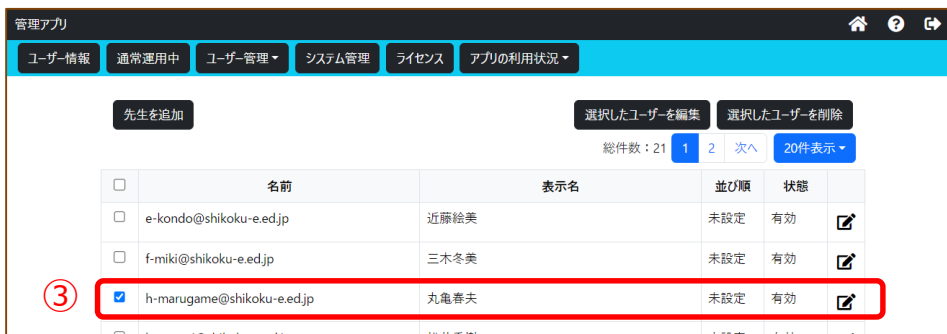 管理アプリ
ユーザー情報 通常運用中 ユーザー管理 システム管理 ライセンス アプリの利用状況
先生を追加 選択したユーザーを編集 選択したユーザーを削除
総件数：21 1 2 次へ 20件表示
名前 表示名 並び順 状態
e-kondo@shikoku-e.ed.jp 近藤絵美 未設定 有効
f-miki@shikoku-e.ed.jp 三木冬美 未設定 有効
③ h-marugame@shikoku-e.ed.jp 丸亀春夫 未設定 有効